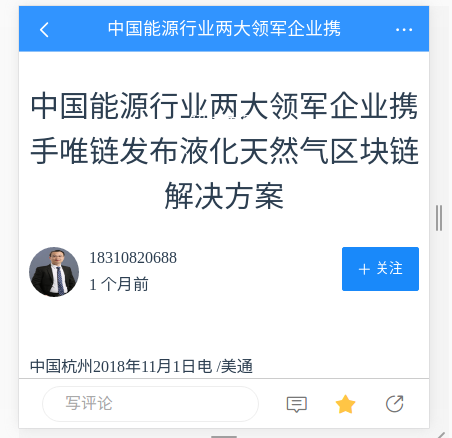 中国能源行业两大领军企业携
中国能源行业两大领军企业携
手唯链发布液化天然气区块链
解决方案
18310820688
1 个月前
关注
中国杭州2018年11月1日电 /美通
写评论